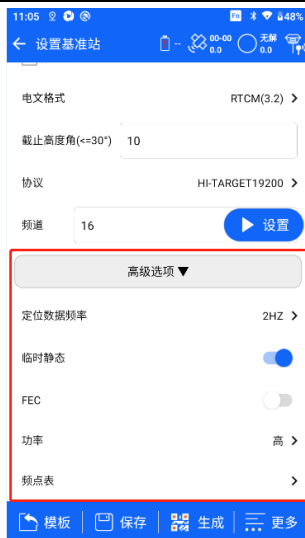 11:05 48%
设置基准站 -- 00-00 0.0 无解 0.0
电文格式 RTCM(3.2)
截止高度角(<=30°) 10
协议 HI-TARGET19200
频道 16 设置
高级选项▼
定位数据频率 2HZ
临时静态
FEC
功率 高
频点表
模板 保存 生成 更多